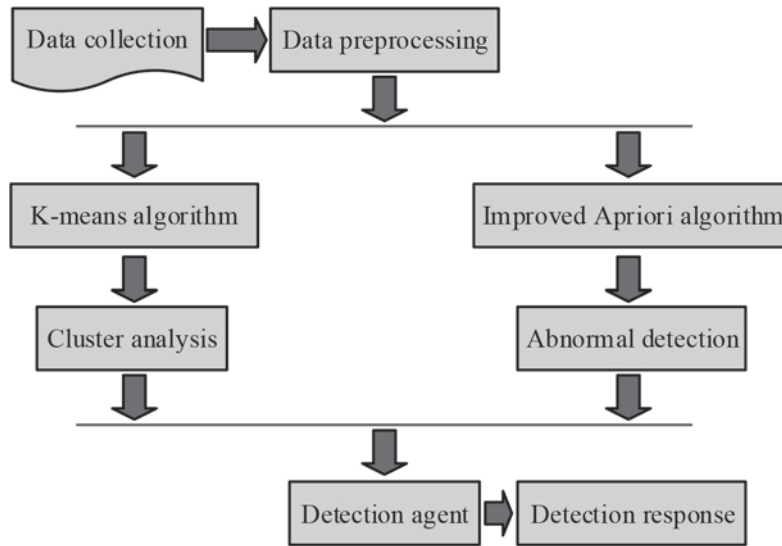 Data collection
Data preprocessing
K-means algorithm
Improved Apriori algorithm
Cluster analysis
Abnormal detection
Detection agent
Detection response